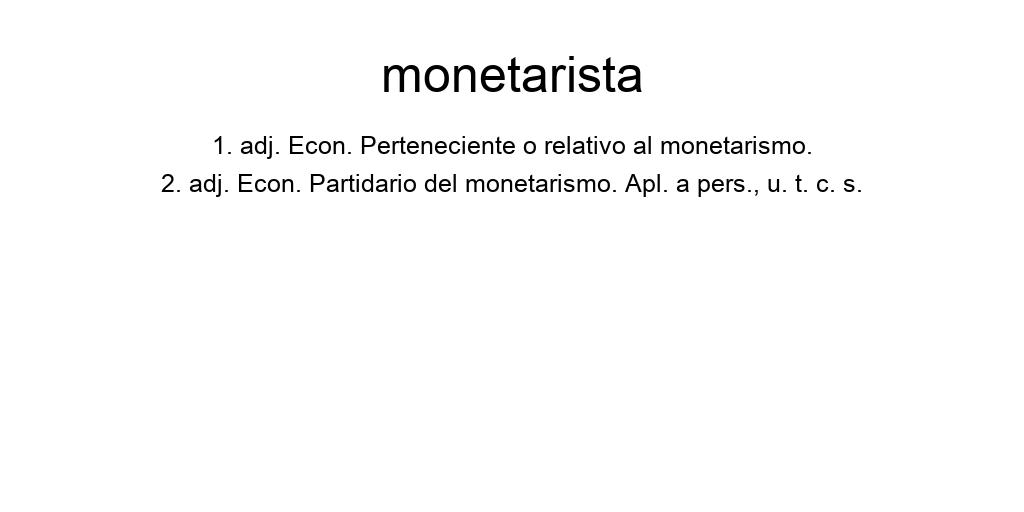 monetarista
1. adj. Econ. Perteneciente o relativo al monetarismo.
2. adj. Econ. Partidario del monetarismo. Apl. a pers., u. t. c. s.